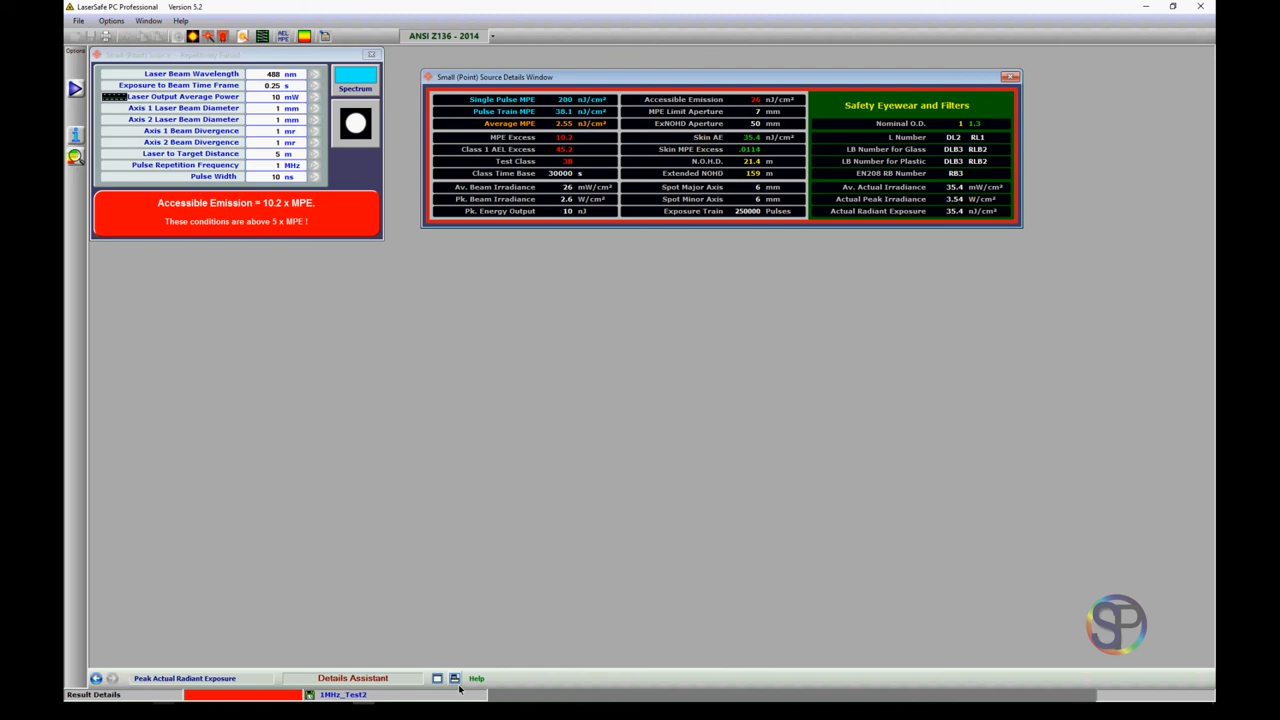 LaserSafe PC Professional Version 5.2
File Options Window Help
ANSI Z136 - 2014
Options
Laser Beam Wavelength 488 nm
Exposure to Beam Time Frame 0.25 s
Laser Output Average Power 10 mW
Axis 1 Laser Beam Diameter 1 mm
Axis 2 Laser Beam Diameter 1 mm
Axis 1 Beam Divergence 1 mr
Axis 2 Beam Divergence 1 mr
Laser to Target Distance 5 m
Pulse Repetition Frequency 1 MHz
Pulse Width 10 ns
Spectrum
Accessible Emission = 10.2 x MPE.
These conditions are above 5 x MPE !
Small (Point) Source Details Window
Single Pulse MPE 200 nJ/cm²
Pulse Train MPE 38.1 nJ/cm²
Average MPE 2.55 nJ/cm²
MPE Excess 10.2
Class 1 AEL Excess 45.2
Test Class 3B
Class Time Base 30000 s
Av. Beam Irradiance 26 mW/cm²
Pk. Beam Irradiance 2.6 W/cm²
Pk. Energy Output 10 nJ
Accessible Emission 26 nJ/cm²
MPE Limit Aperture 7 mm
ExNOHD Aperture 50 mm
Skin AE 35.4 nJ/cm²
Skin MPE Excess .0114
N.O.H.D. 21.4 m
Extended NOHD 159 m
Spot Major Axis 6 mm
Spot Minor Axis 6 mm
Exposure Train 250000 Pulses
Safety Eyewear and Filters
Nominal O.D. 1 1.3
L Number DL2 RL1
LB Number for Glass DLB3 RLB2
LB Number for Plastic DLB3 RLB2
EN208 RB Number RB3
Av. Actual Irradiance 35.4 mW/cm²
Actual Peak Irradiance 3.54 W/cm²
Actual Radiant Exposure 35.4 nJ/cm²
SP
Peak Actual Radiant Exposure Details Assistant Help
Result Details 1MHz_Test2